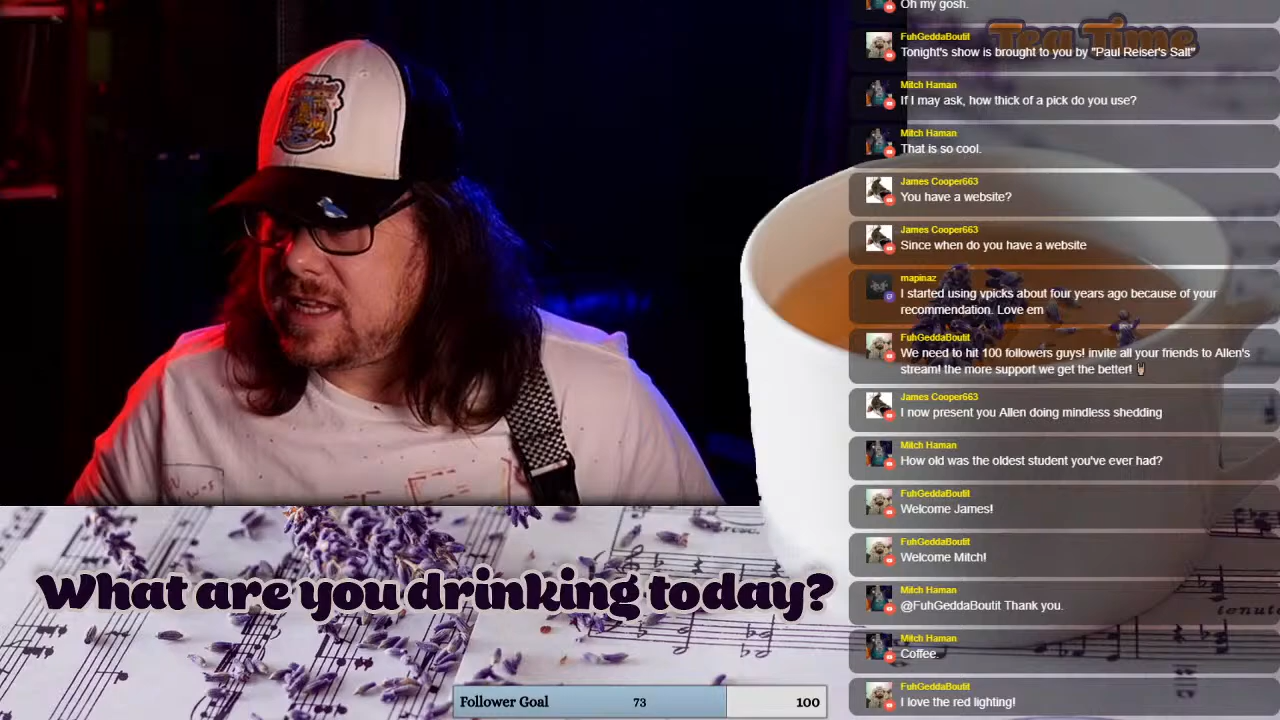 Oh my gosh.
Tea Time
FuhGeddaBoutit
Tonight's show is brought to you by "Paul Reiser's Salt"
Mitch Haman
If I may ask, how thick of a pick do you use?
Mitch Haman
That is so cool.
James Cooper663
You have a website?
James Cooper663
Since when do you have a website
mapinaz
I started using vpicks about four years ago because of your
recommendation. Love em
FuhGeddaBoutit
We need to hit 100 followers guys! invite all your friends to Allen's
stream! the more support we get the better! 🤘
James Cooper663
I now present you Allen doing mindless shedding
Mitch Haman
How old was the oldest student you've ever had?
FuhGeddaBoutit
Welcome James!
FuhGeddaBoutit
Welcome Mitch!
Mitch Haman
@FuhGeddaBoutit Thank you.
Mitch Haman
Coffee.
FuhGeddaBoutit
I love the red lighting!
What are you drinking today?
Follower Goal 73 100